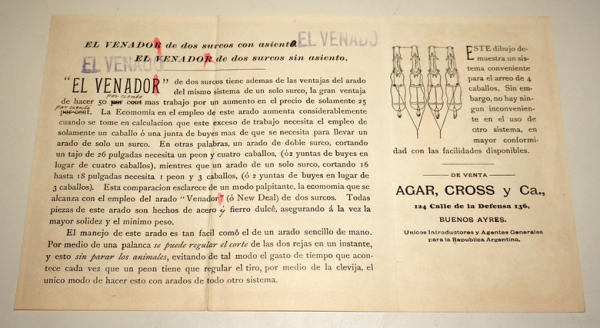 EL VENADOR de dos surcos con asiento.
EL VENADO
EL VENADOR de dos surcos sin asiento.
EL VENADO
"EL VENADOR" de dos surcos tiene ademas de las ventajas del arado
del mismo sistema de un solo surco, la gran ventaja
por ciento
de hacer 50 per cent mas trabajo por un aumento en el precio de solamente 25
por ciento
per cent. La Economia en el empleo de este arado aumenta considerablemente
cuando se tome en calculacion que este exceso de trabajo necesita el empleo de
solamente un caballo ó una junta de bueyes mas de que se necesita para llevar un
arado de solo un surco. En otras palabras, un arado de doble surco, cortando
un tajo de 26 pulgadas necesita un peon y cuatro caballos, (ó 2 yuntas de bueyes en
lugar de cuatro caballos), mientres que un arado de un solo surco, cortando 16
hasta 18 pulgadas necesita 1 peon y 3 caballos, (ó 2 yuntas de bueyes en lugar de
3 caballos). Esta comparacion esclarece de un modo palpitante, la economia que se
alcanza con el empleo del arado "Venador" (ó New Deal) de dos surcos. Todas
piezas de este arado son hechos de acero y fierro dulcê, asegurando á la vez la
mayor solidez y el minimo peso.
El manejo de este arado es tan facil comô el de un arado sencillo de mano.
Por medio de una palanca se puede regular el corte de las dos rejas en un instante,
y esto sin parar los animales, evitando de tal modo el gasto de tiempo que acon-
tece cada vez que un peon tiene que regular el tiro, por medio de la clevija, el
unico modo de hacer esto con arados de todo otro sistema.
ESTE dibujo de-
muestra un sis-
tema conveniente
para el arreo de 4
caballos. Sin em-
bargo, no hay nin-
gun inconvenien-
te en el uso de
otro sistema, en
mayor conformi-
dad con las facilidades disponibles.
DE VENTA
AGAR, CROSS y Ca.,
124 Calle de la Defensa 136,
BUENOS AYRES.
Unicos Introductores y Agentes Generales
para la Republica Argentina,